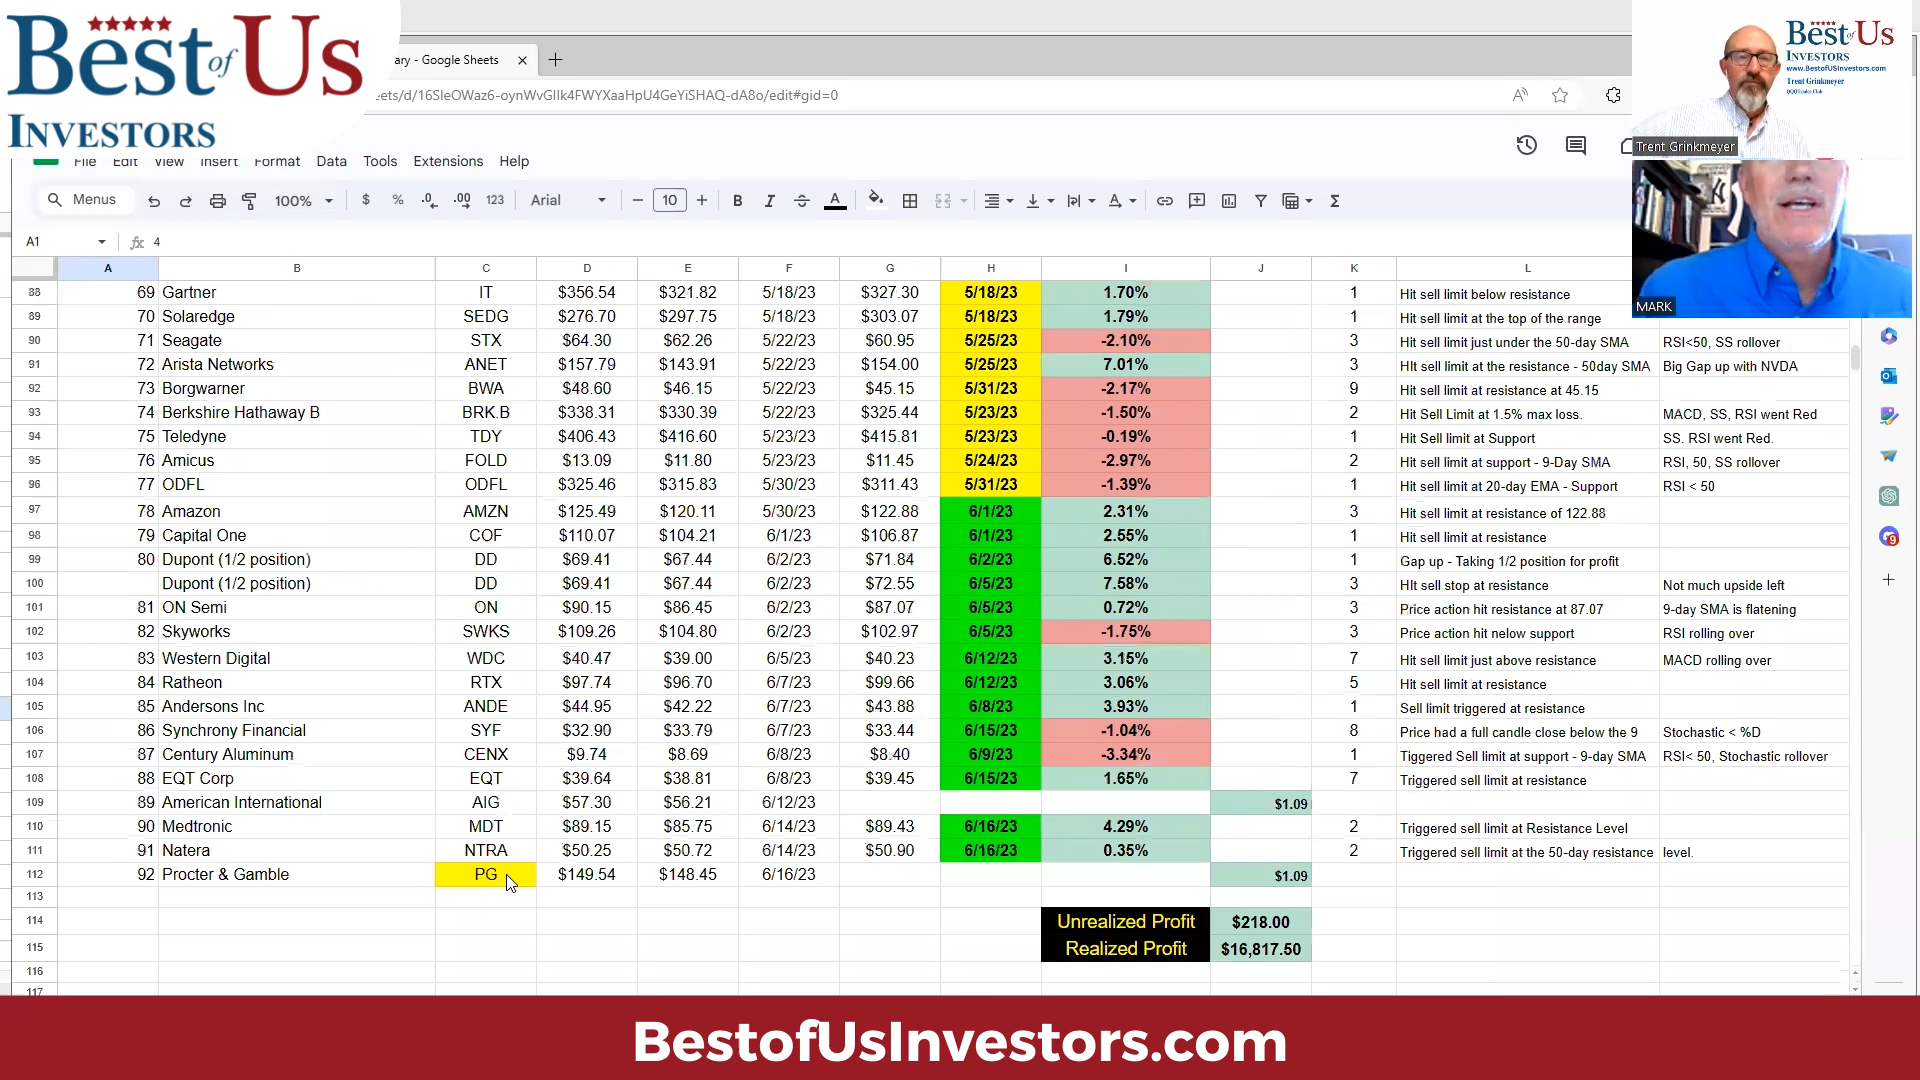 Best of Us
INVESTORS
ary - Google Sheets
eets/d/16SleOWaz6-oynWvGllk4FWYXaaHpU4GeYiSHAQ-dA8o/edit#gid=0
Best of Us
INVESTORS
www.BestofUSInvestors.com
Trent Grinkmeyer
QQQTrades.Club
Trent Grinkmeyer
MARK
File Edit View Insert Format Data Tools Extensions Help
Menus 100% $ % .0 .00 123 Arial 10 B I A
A1 fx 4
A B C D E F G H I J K L
88 69 Gartner IT $356.54 $321.82 5/18/23 $327.30 5/18/23 1.70% 1 Hit sell limit below resistance
89 70 Solaredge SEDG $276.70 $297.75 5/18/23 $303.07 5/18/23 1.79% 1 Hit sell limit at the top of the range
90 71 Seagate STX $64.30 $62.26 5/22/23 $60.95 5/25/23 -2.10% 3 Hit sell limit just under the 50-day SMA RSI<50, SS rollover
91 72 Arista Networks ANET $157.79 $143.91 5/22/23 $154.00 5/25/23 7.01% 3 HIt sell limit at the resistance - 50day SMA Big Gap up with NVDA
92 73 Borgwarner BWA $48.60 $46.15 5/22/23 $45.15 5/31/23 -2.17% 9 Hit sell limit at resistance at 45.15
93 74 Berkshire Hathaway B BRK.B $338.31 $330.39 5/22/23 $325.44 5/23/23 -1.50% 2 Hit Sell Limit at 1.5% max loss. MACD, SS, RSI went Red
94 75 Teledyne TDY $406.43 $416.60 5/23/23 $415.81 5/23/23 -0.19% 1 Hit Sell limit at Support SS. RSI went Red.
95 76 Amicus FOLD $13.09 $11.80 5/23/23 $11.45 5/24/23 -2.97% 2 Hit sell limit at support - 9-Day SMA RSI, 50, SS rollover
96 77 ODFL ODFL $325.46 $315.83 5/30/23 $311.43 5/31/23 -1.39% 1 Hit sell limit at 20-day EMA - Support RSI < 50
97 78 Amazon AMZN $125.49 $120.11 5/30/23 $122.88 6/1/23 2.31% 3 Hit sell limit at resistance of 122.88
98 79 Capital One COF $110.07 $104.21 6/1/23 $106.87 6/1/23 2.55% 1 Hit sell limit at resistance
99 80 Dupont (1/2 position) DD $69.41 $67.44 6/2/23 $71.84 6/2/23 6.52% 1 Gap up - Taking 1/2 position for profit
100 Dupont (1/2 position) DD $69.41 $67.44 6/2/23 $72.55 6/5/23 7.58% 3 HIt sell stop at resistance Not much upside left
101 81 ON Semi ON $90.15 $86.45 6/2/23 $87.07 6/5/23 0.72% 3 Price action hit resistance at 87.07 9-day SMA is flatening
102 82 Skyworks SWKS $109.26 $104.80 6/2/23 $102.97 6/5/23 -1.75% 3 Price action hit nelow support RSI rolling over
103 83 Western Digital WDC $40.47 $39.00 6/5/23 $40.23 6/12/23 3.15% 7 Hit sell limit just above resistance MACD rolling over
104 84 Ratheon RTX $97.74 $96.70 6/7/23 $99.66 6/12/23 3.06% 5 Hit sell limit at resistance
105 85 Andersons Inc ANDE $44.95 $42.22 6/7/23 $43.88 6/8/23 3.93% 1 Sell limit triggered at resistance
106 86 Synchrony Financial SYF $32.90 $33.79 6/7/23 $33.44 6/15/23 -1.04% 8 Price had a full candle close below the 9 Stochastic < %D
107 87 Century Aluminum CENX $9.74 $8.69 6/8/23 $8.40 6/9/23 -3.34% 1 Tiggered Sell limit at support - 9-day SMA RSI< 50, Stochastic rollover
108 88 EQT Corp EQT $39.64 $38.81 6/8/23 $39.45 6/15/23 1.65% 7 Triggered sell limit at resistance
109 89 American International AIG $57.30 $56.21 6/12/23 $1.09
110 90 Medtronic MDT $89.15 $85.75 6/14/23 $89.43 6/16/23 4.29% 2 Triggered sell limit at Resistance Level
111 91 Natera NTRA $50.25 $50.72 6/14/23 $50.90 6/16/23 0.35% 2 Triggered sell limit at the 50-day resistance level.
112 92 Procter & Gamble PG $149.54 $148.45 6/16/23 $1.09
113
114 Unrealized Profit $218.00
115 Realized Profit $16,817.50
116
117
BestofUsInvestors.com